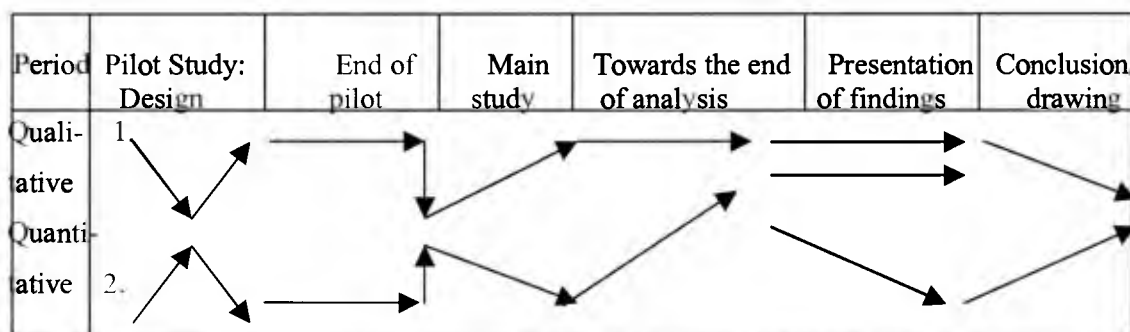 Period Pilot Study: End of Main Towards the end Presentation Conclusion
Design pilot study of analysis of findings drawing
Quali- 1.
tative
Quanti-
tative 2.